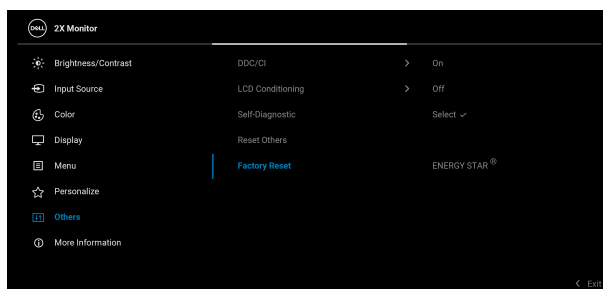 DELL 2X Monitor
Brightness/Contrast DDC/CI > On
Input Source LCD Conditioning > Off
Color Self-Diagnostic Select ✓
Display Reset Others
Menu Factory Reset ENERGY STAR ®
Personalize
Others
More Information
< Exit